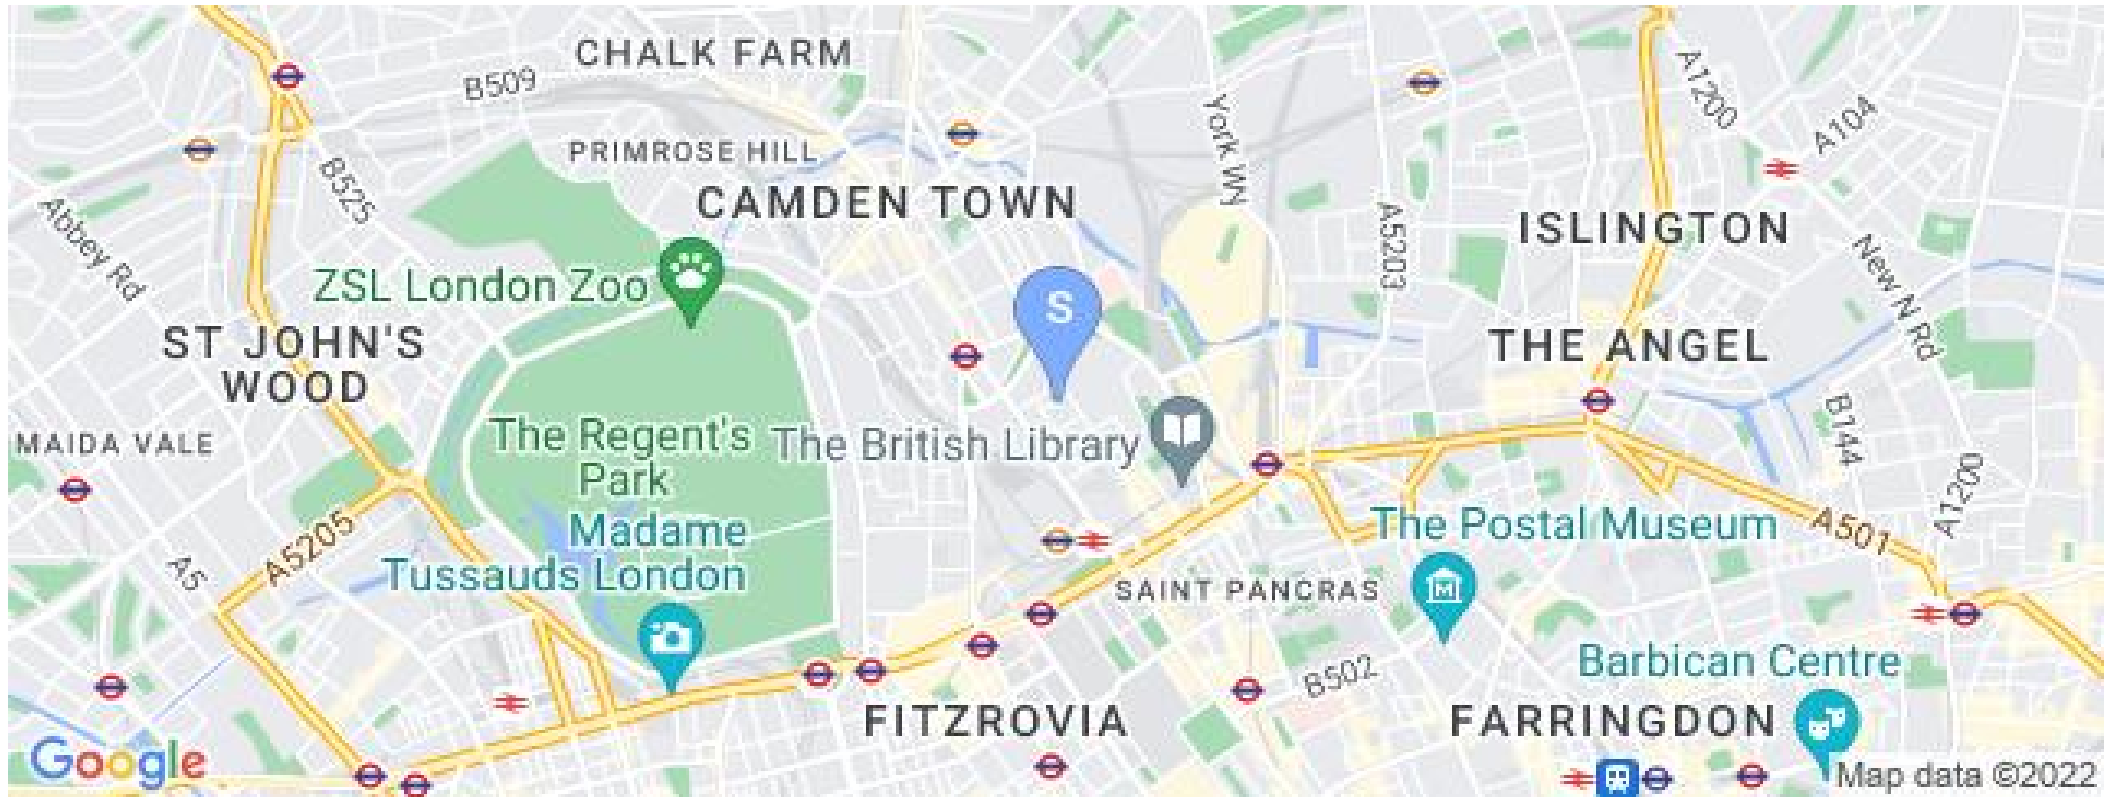 CHALK FARM
B509
A1200
York Wy
A104
PRIMROSE HILL
B525
CAMDEN TOWN
Abbey Rd
A5203
ISLINGTON
ZSL London Zoo
New N Rd
S
ST JOHN'S
WOOD
THE ANGEL
MAIDA VALE
The Regent's
Park
The British Library
B144
Madame
Tussauds London
A5205
A5
The Postal Museum
A501
A1200
SAINT PANCRAS
Barbican Centre
B502
FITZROVIA
FARRINGDON
Google
Map data ©2022